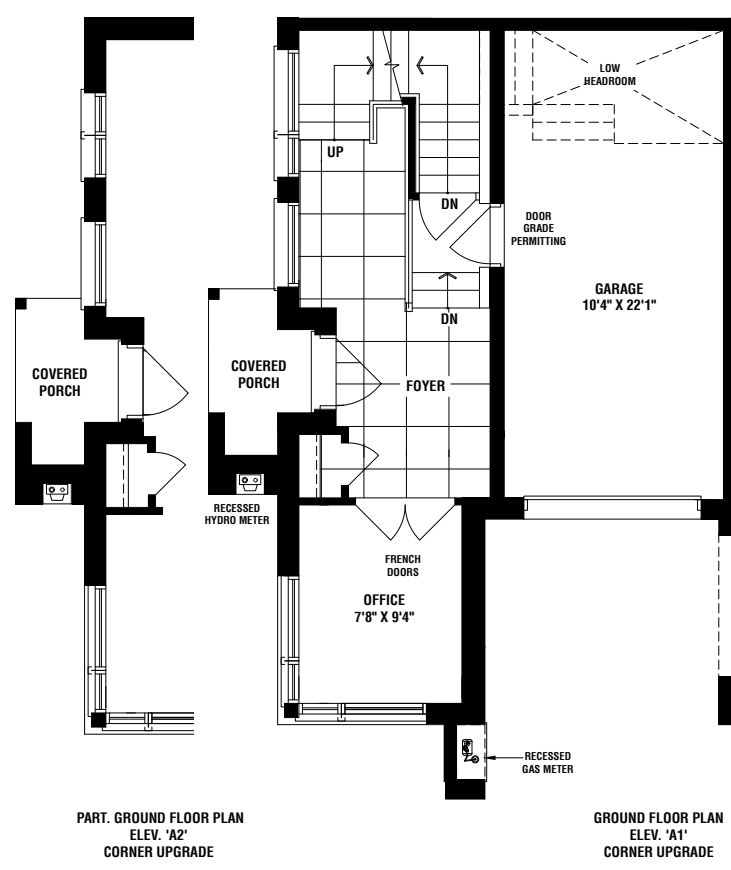 LOW
HEADROOM
UP
DN
DOOR
GRADE
PERMITTING
GARAGE
10'4" X 22'1"
DN
COVERED
PORCH
COVERED
PORCH
FOYER
RECESSED
HYDRO METER
FRENCH
DOORS
OFFICE
7'8" X 9'4"
RECESSED
GAS METER
PART. GROUND FLOOR PLAN
ELEV. 'A2'
CORNER UPGRADE
GROUND FLOOR PLAN
ELEV. 'A1'
CORNER UPGRADE